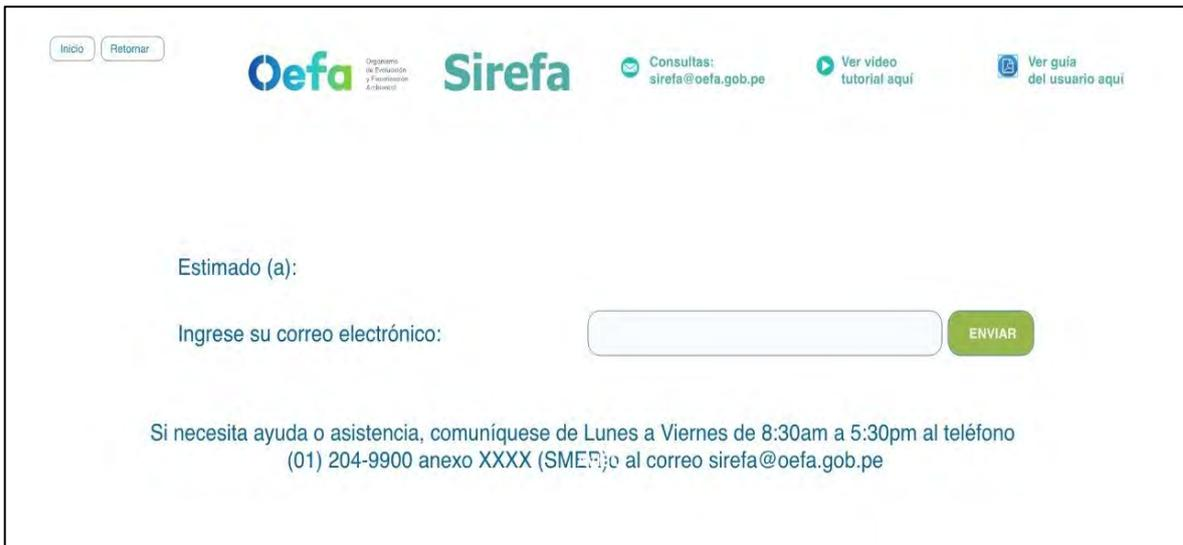 Inicio
Retornar
Oefa
Organismo
de Evaluación
y Fiscalización
Ambiental
Sirefa
Consultas:
sirefa@oefa.gob.pe
Ver video
tutorial aquí
Ver guía
del usuario aquí
Estimado (a):
Ingrese su correo electrónico:
ENVIAR
Si necesita ayuda o asistencia, comuníquese de Lunes a Viernes de 8:30am a 5:30pm al teléfono
(01) 204-9900 anexo XXXX (SMER)o al correo sirefa@oefa.gob.pe